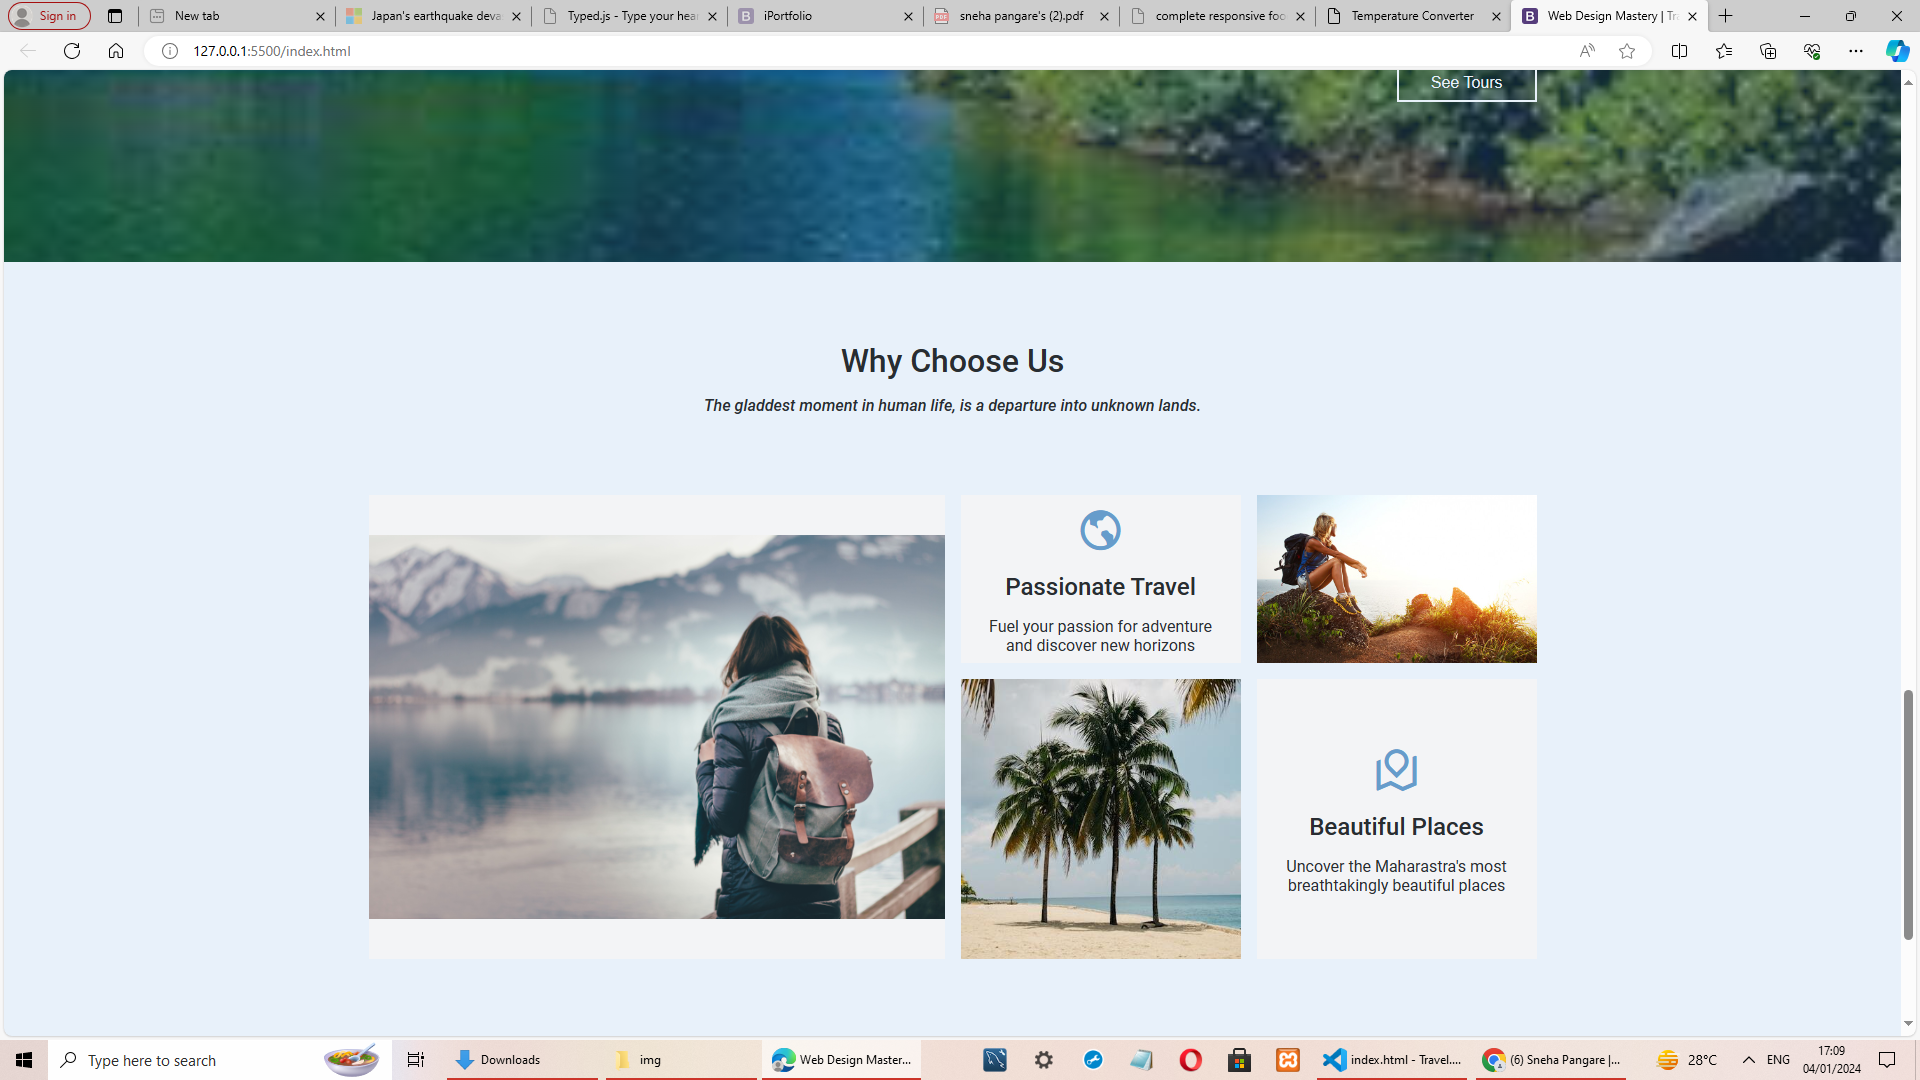 Sign in
New tab
Japan's earthquake deva
Typed.js - Type your hea
iPortfolio
sneha pangare's (2).pdf
complete responsive foo
Temperature Converter
Web Design Mastery | Tra
127.0.0.1:5500/index.html
See Tours
Why Choose Us
The gladdest moment in human life, is a departure into unknown lands.
Passionate Travel
Fuel your passion for adventure
and discover new horizons
Beautiful Places
Uncover the Maharastra's most
breathtakingly beautiful places
Type here to search
Downloads
img
Web Design Master...
index.html - Travel....
(6) Sneha Pangare |...
28°C
ENG
17:09
04/01/2024